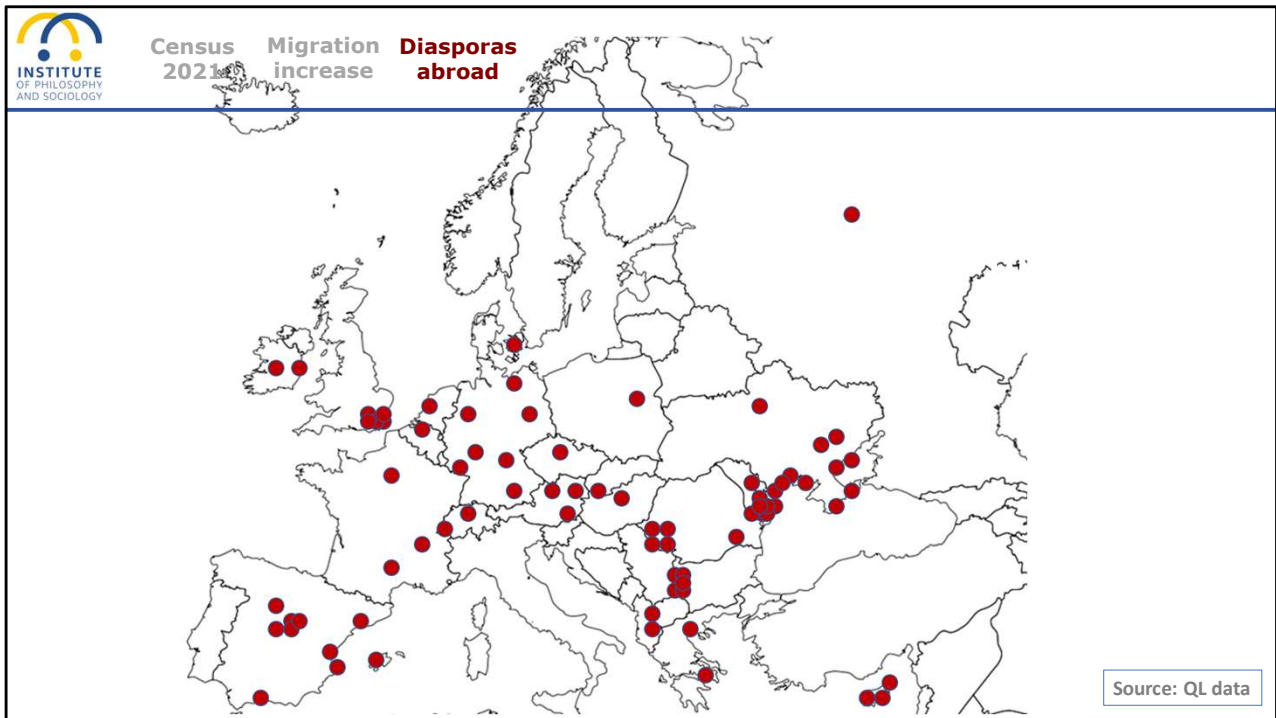 INSTITUTE
OF PHILOSOPHY
AND SOCIOLOGY
Census
2021
Migration
increase
Diasporas
abroad
Source: QL data